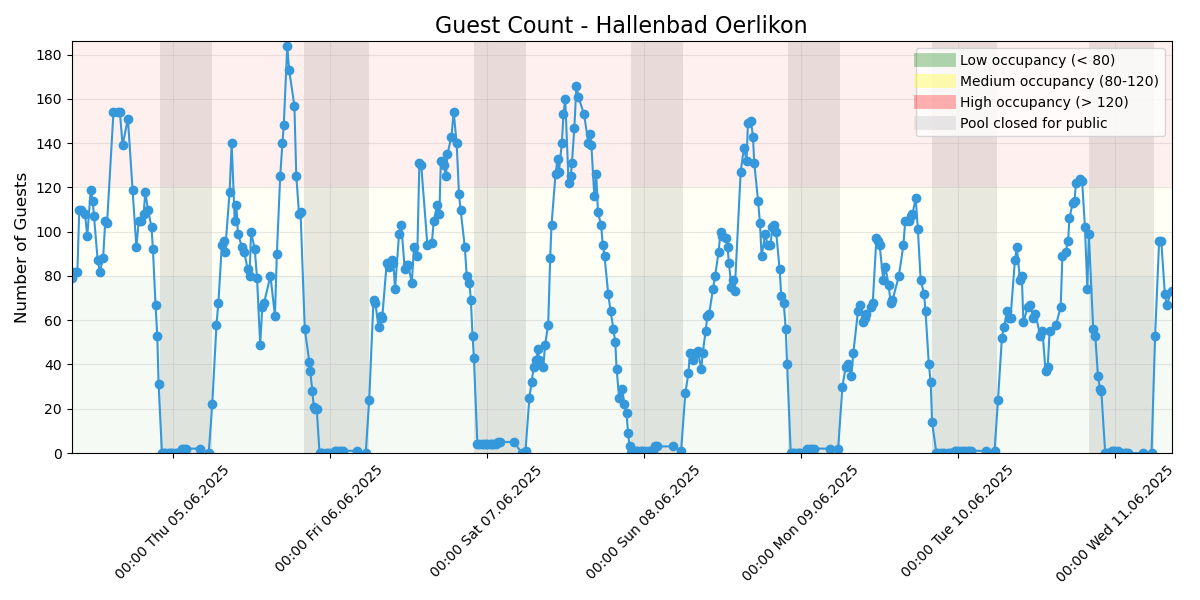 Guest Count - Hallenbad Oerlikon
Number of Guests
180
160
140
120
100
80
60
40
20
0
Low occupancy (< 80)
Medium occupancy (80-120)
High occupancy (> 120)
Pool closed for public
00:00 Thu 05.06.2025
00:00 Fri 06.06.2025
00:00 Sat 07.06.2025
00:00 Sun 08.06.2025
00:00 Mon 09.06.2025
00:00 Tue 10.06.2025
00:00 Wed 11.06.2025